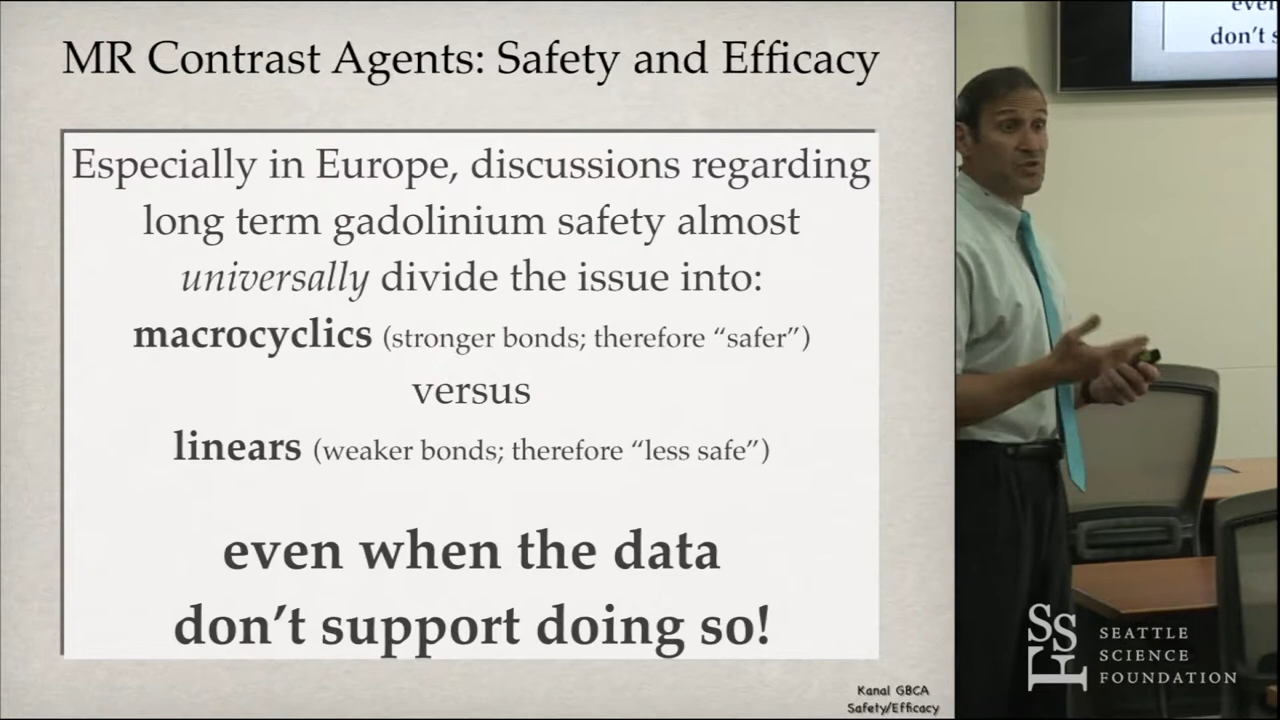 MR Contrast Agents: Safety and Efficacy
Especially in Europe, discussions regarding
long term gadolinium safety almost
universally divide the issue into:
macrocyclics (stronger bonds; therefore “safer”)
versus
linears (weaker bonds; therefore “less safe”)
even when the data
don’t support doing so!
Kanal GBCA
Safety/Efficacy
don’t s
SSF
SEATTLE
SCIENCE
FOUNDATION